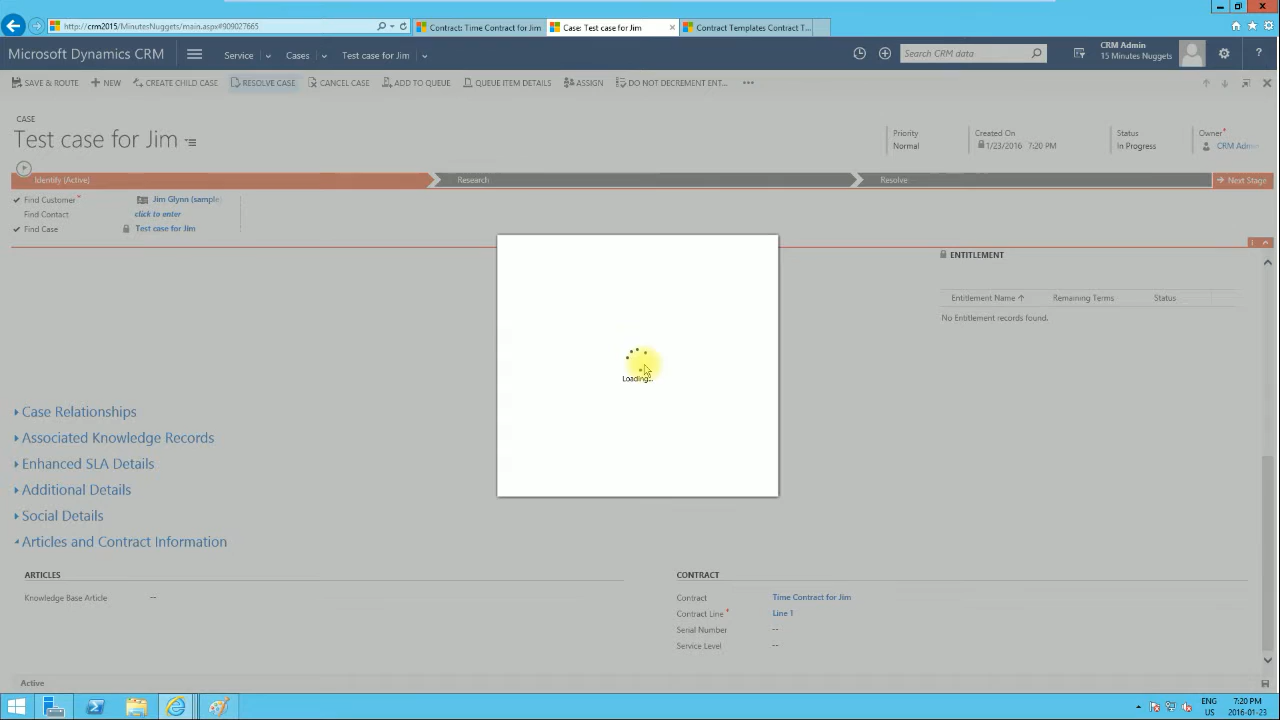 http://crm2015/MinutesNuggets/main.aspx#909027665
Contract: Time Contract for Jim
Case: Test case for Jim
Contract Templates Contract T...
Microsoft Dynamics CRM
Service
Cases
Test case for Jim
Search CRM data
CRM Admin
15 Minutes Nuggets
?
SAVE & ROUTE
NEW
CREATE CHILD CASE
RESOLVE CASE
CANCEL CASE
ADD TO QUEUE
QUEUE ITEM DETAILS
ASSIGN
DO NOT DECREMENT ENT...
CASE
Test case for Jim
Priority
Normal
Created On
1/23/2016 7:20 PM
Status
In Progress
Owner*
CRM Admin
Identify (Active)
Research
Resolve
Next Stage
Find Customer *
Jim Glynn (sample
Find Contact
click to enter
Find Case
Test case for Jim
ENTITLEMENT
Entitlement Name
Remaining Terms
Status
No Entitlement records found.
Loading...
Case Relationships
Associated Knowledge Records
Enhanced SLA Details
Additional Details
Social Details
Articles and Contract Information
ARTICLES
Knowledge Base Article
--
CONTRACT
Contract
Time Contract for Jim
Contract Line *
Line 1
Serial Number
--
Service Level
--
Active
ENG
US
7:20 PM
2016-01-23